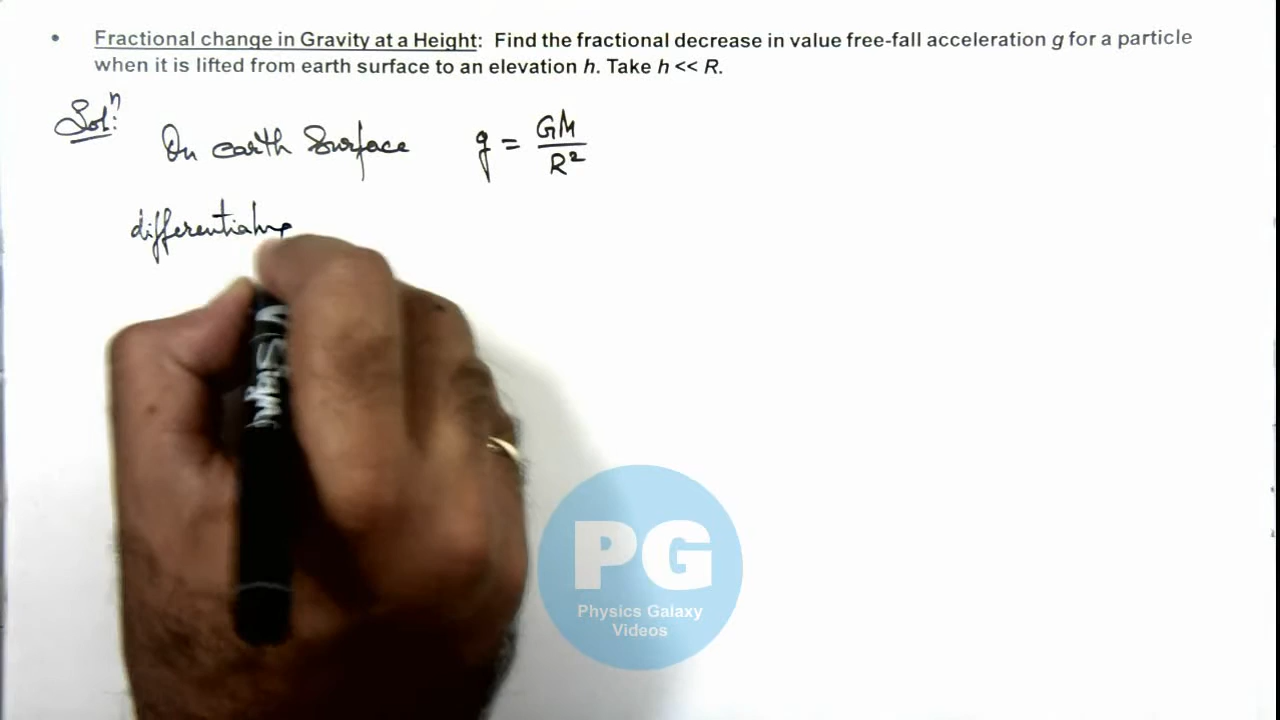 • Fractional change in Gravity at a Height: Find the fractional decrease in value free-fall acceleration g for a particle
when it is lifted from earth surface to an elevation h. Take h << R.
Solⁿ: On earth Surface g = GM/R²
differentiating
VSign
PG
Physics Galaxy
Videos